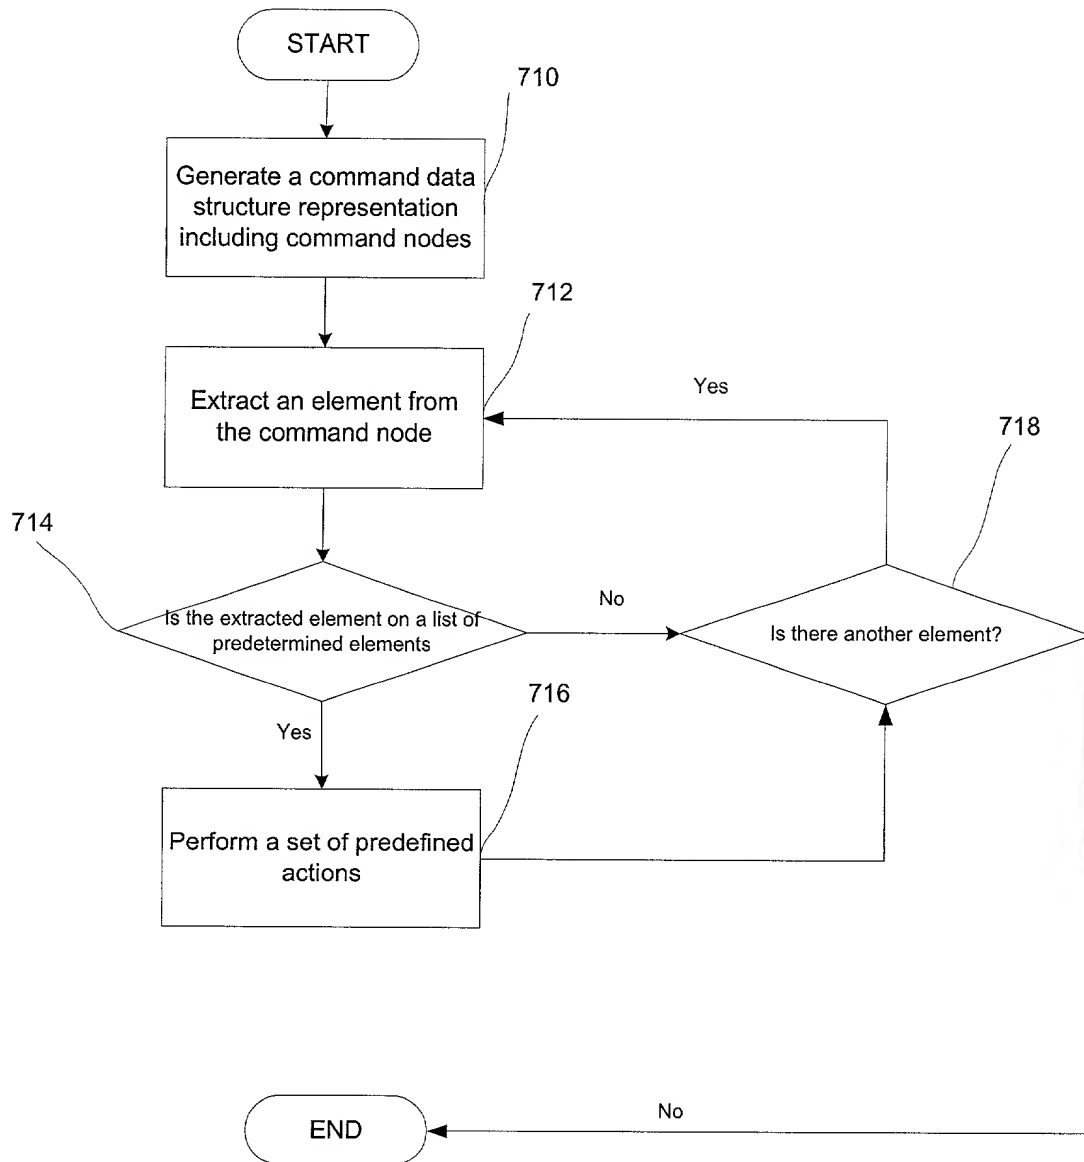 START
710
Generate a command data
structure representation
including command nodes
712
Extract an element from
the command node
Yes
718
714
Is the extracted element on a list of
predetermined elements
No
Is there another element?
716
Yes
Perform a set of predefined
actions
END
No